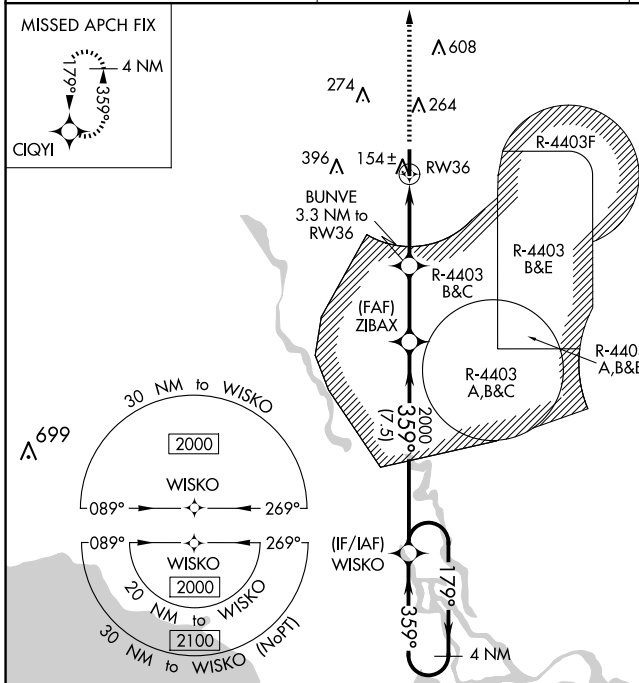 MISSED APCH FIX
4 NM
179°
359°
CIQYI
608
274
264
396
154±
RW36
BUNVE
3.3 NM to
RW36
R-4403F
R-4403
B&E
R-4403
B&C
(FAF)
ZIBAX
R-4403
A,B&C
R-440
A,B&E
2000
359°
(7.5)
699
30 NM to WISKO
2000
WISKO
089°
269°
089°
269°
WISKO
2000
20 NM to WISKO
2100
30 NM to WISKO (NoPT)
(IF/IAF)
WISKO
179°
359°
4 NM